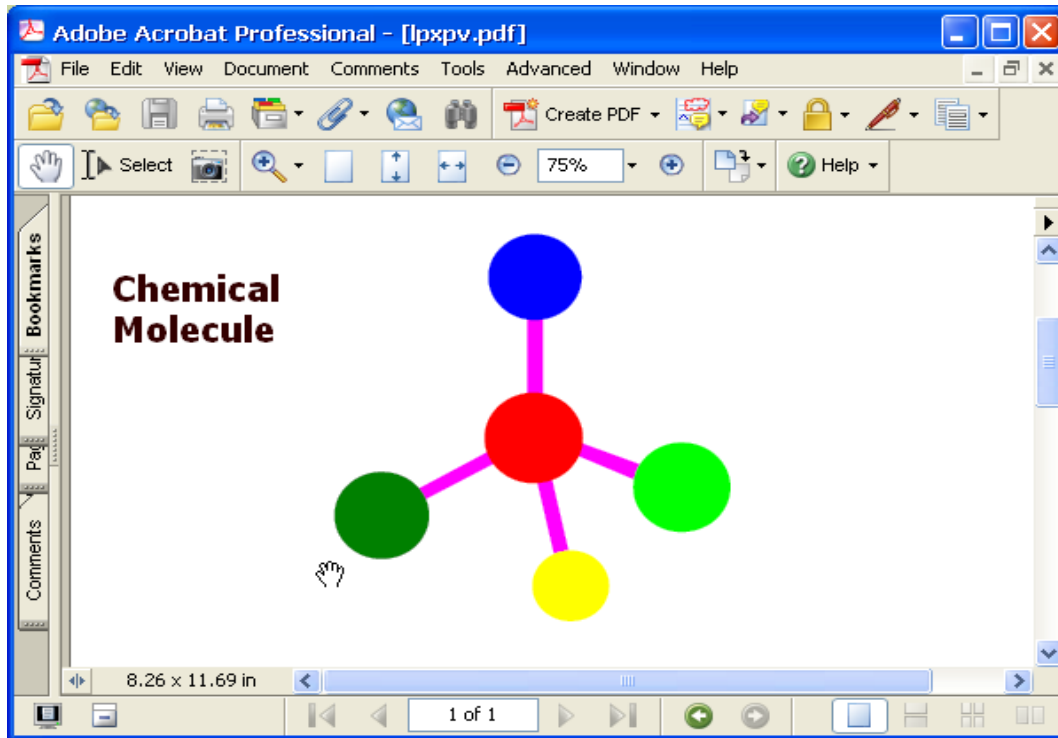 Adobe Acrobat Professional - [lpxpv.pdf]
File Edit View Document Comments Tools Advanced Window Help
Create PDF
Select 75% Help
Bookmarks
Signatur
Pag
Comments
Chemical
Molecule
8.26 x 11.69 in
1 of 1